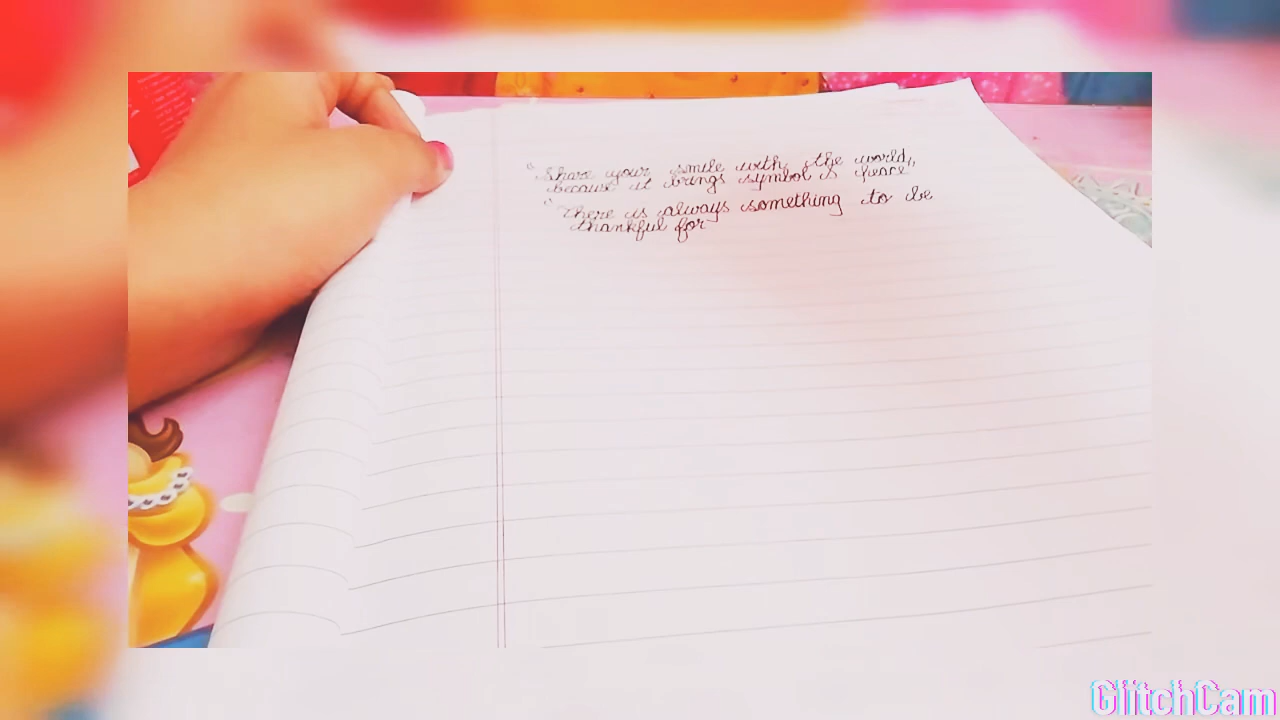 "Share your smile with the world,
because it brings symbol is peace"
"There is always something to be
thankful for
GlitchCam